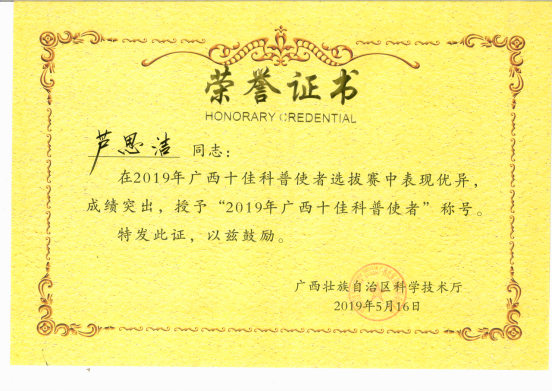 荣誉证书
HONORARY CREDENTIAL
芦思洁 同志：
在2019年广西十佳科普使者选拔赛中表现优异，
成绩突出，授予“2019年广西十佳科普使者”称号。
特发此证，以兹鼓励。
广西壮族自治区科学技术厅
2019年5月16日